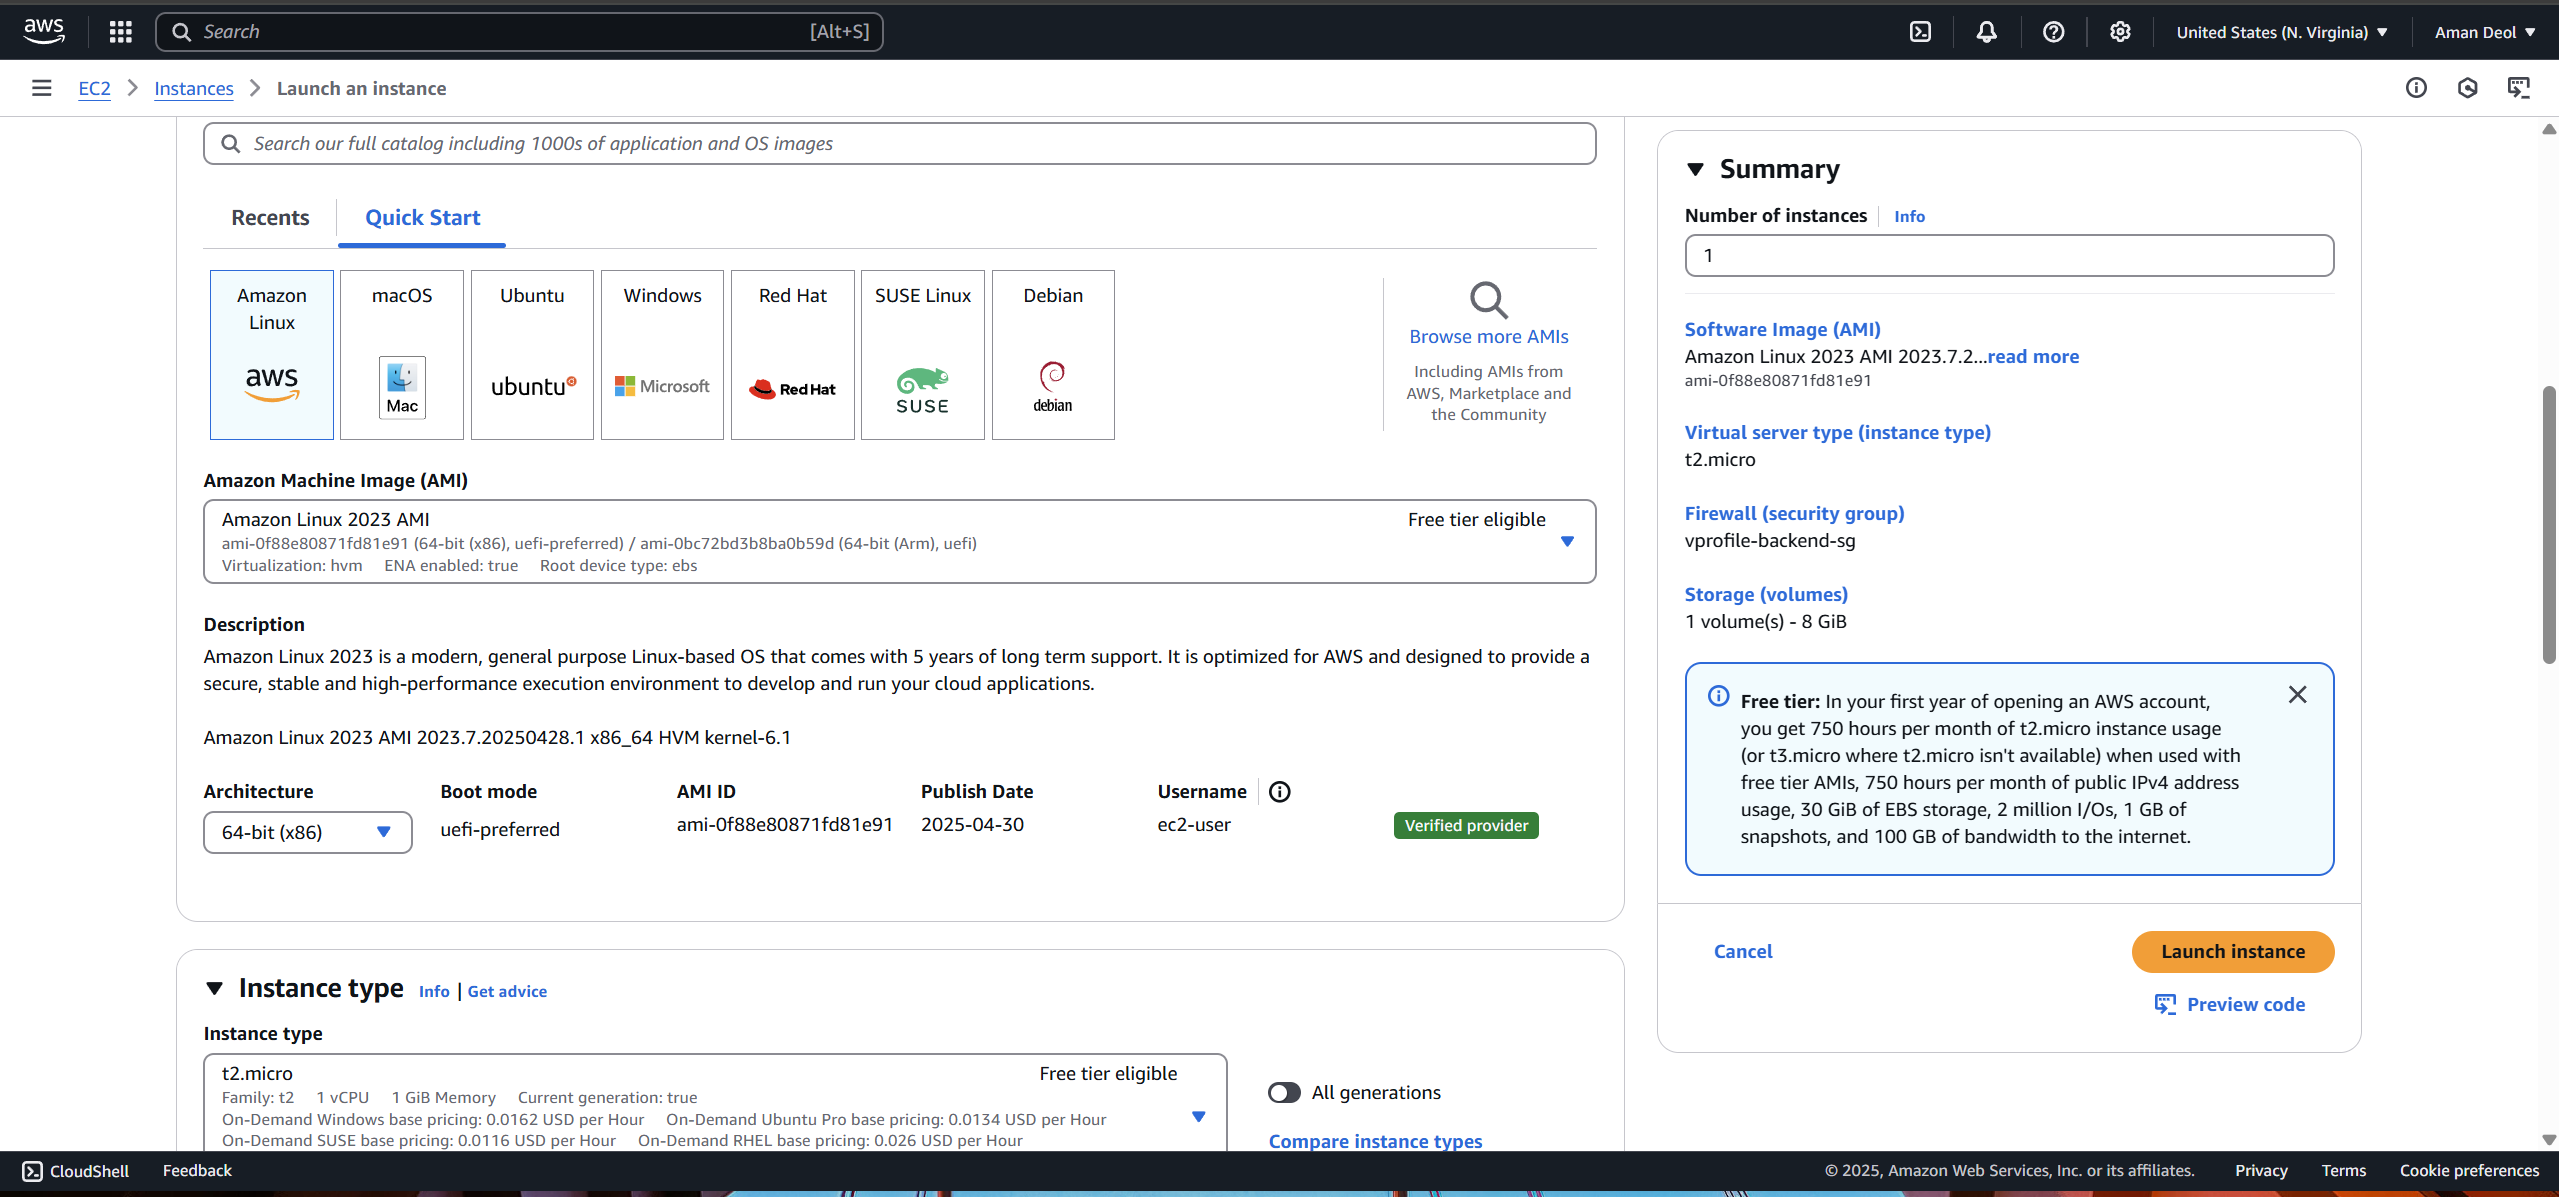 aws
Search [Alt+S]
United States (N. Virginia)
Aman Deol
EC2 > Instances > Launch an instance
Search our full catalog including 1000s of application and OS images
Recents
Quick Start
Amazon Linux
aws
macOS
Mac
Ubuntu
ubuntu
Windows
Microsoft
Red Hat
Red Hat
SUSE Linux
SUSE
Debian
debian
Browse more AMIs
Including AMIs from
AWS, Marketplace and
the Community
Amazon Machine Image (AMI)
Amazon Linux 2023 AMI
Free tier eligible
ami-0f88e80871fd81e91 (64-bit (x86), uefi-preferred) / ami-0bc72bd3b8ba0b59d (64-bit (Arm), uefi)
Virtualization: hvm ENA enabled: true Root device type: ebs
Description
Amazon Linux 2023 is a modern, general purpose Linux-based OS that comes with 5 years of long term support. It is optimized for AWS and designed to provide a
secure, stable and high-performance execution environment to develop and run your cloud applications.
Amazon Linux 2023 AMI 2023.7.20250428.1 x86_64 HVM kernel-6.1
Architecture
64-bit (x86)
Boot mode
uefi-preferred
AMI ID
ami-0f88e80871fd81e91
Publish Date
2025-04-30
Username
ec2-user
Verified provider
Instance type Info | Get advice
Instance type
t2.micro
Free tier eligible
Family: t2 1 vCPU 1 GiB Memory Current generation: true
On-Demand Windows base pricing: 0.0162 USD per Hour On-Demand Ubuntu Pro base pricing: 0.0134 USD per Hour
On-Demand SUSE base pricing: 0.0116 USD per Hour On-Demand RHEL base pricing: 0.026 USD per Hour
All generations
Compare instance types
Summary
Number of instances Info
1
Software Image (AMI)
Amazon Linux 2023 AMI 2023.7.2...read more
ami-0f88e80871fd81e91
Virtual server type (instance type)
t2.micro
Firewall (security group)
vprofile-backend-sg
Storage (volumes)
1 volume(s) - 8 GiB
Free tier: In your first year of opening an AWS account,
you get 750 hours per month of t2.micro instance usage
(or t3.micro where t2.micro isn't available) when used with
free tier AMIs, 750 hours per month of public IPv4 address
usage, 30 GiB of EBS storage, 2 million I/Os, 1 GB of
snapshots, and 100 GB of bandwidth to the internet.
Cancel
Launch instance
Preview code
CloudShell
Feedback
© 2025, Amazon Web Services, Inc. or its affiliates.
Privacy
Terms
Cookie preferences